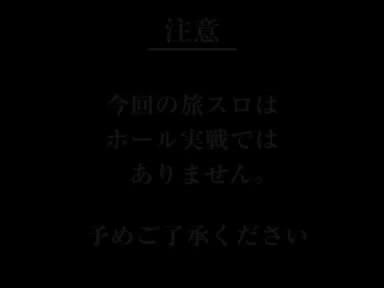 注意
今回の旅スロは
ホール実戦では
ありません。
予めご了承ください